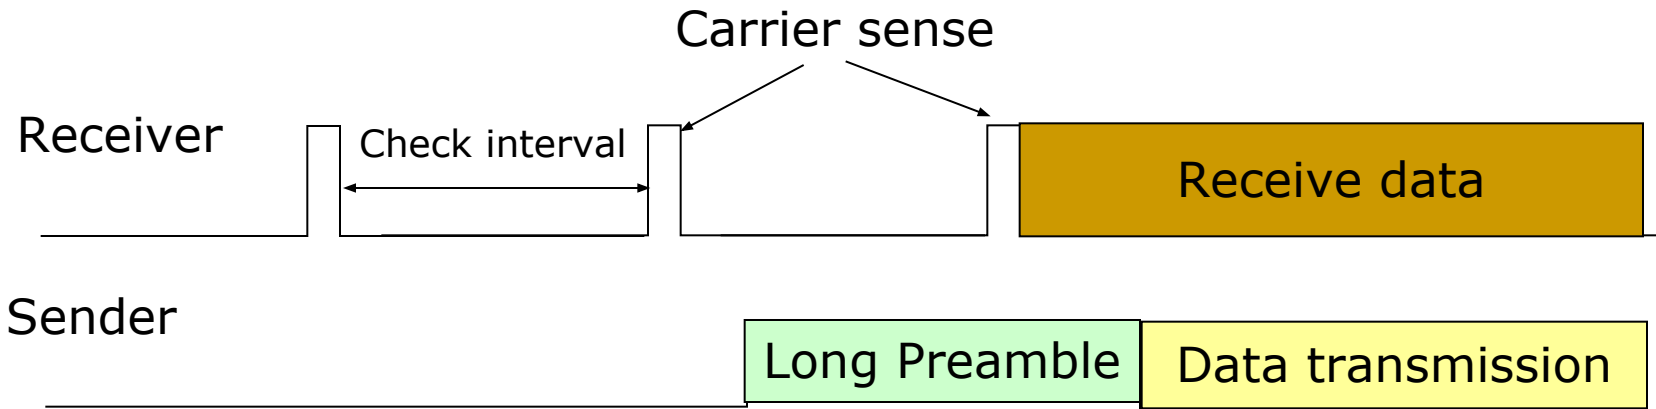 Carrier sense
Receiver
Check interval
Receive data
Sender
Long Preamble
Data transmission